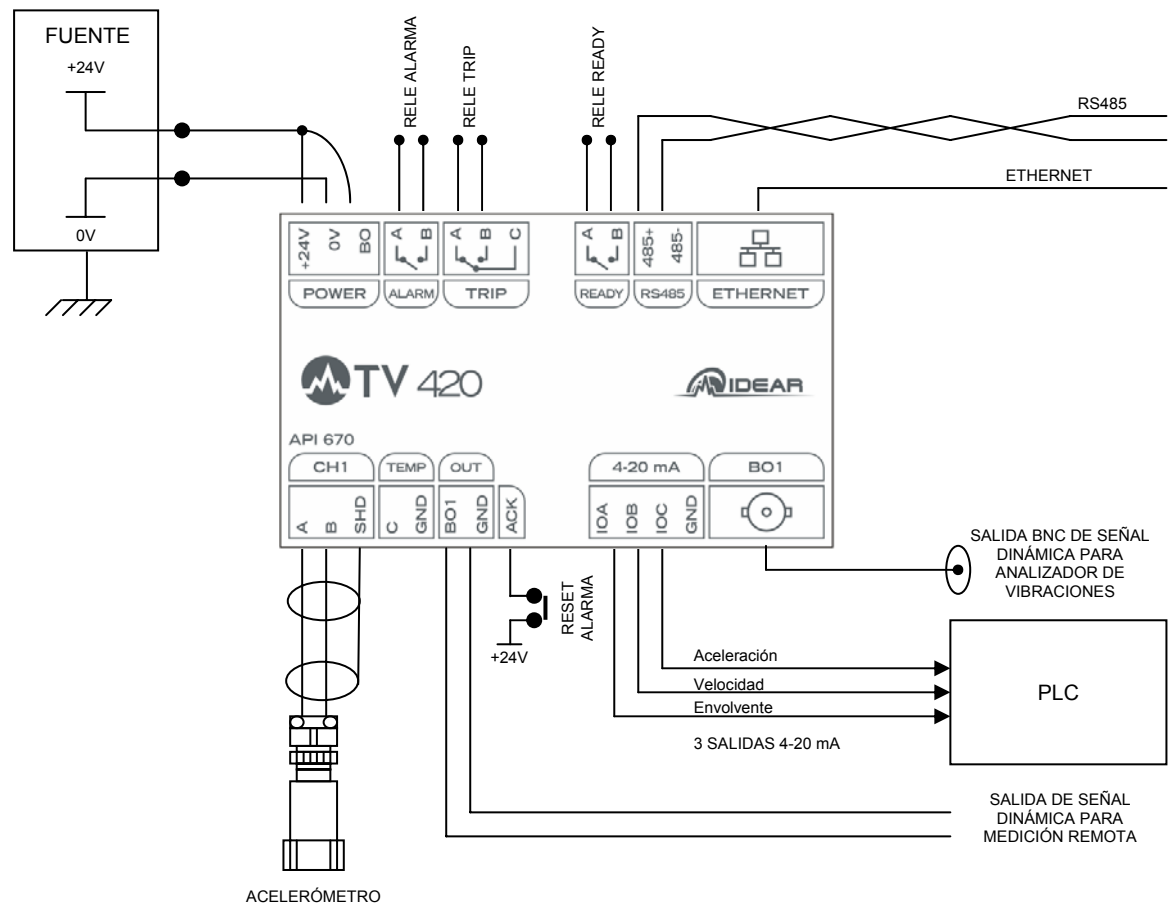 FUENTE
+24V
0V
RELE ALARMA
RELE TRIP
RELE READY
RS485
ETHERNET
+24V
0V
BO
A
B
A
B
C
A
B
485+
485-
POWER
ALARM
TRIP
READY
RS485
ETHERNET
TV 420
IDEAR
API 670
CH1
TEMP
OUT
4-20 mA
BO1
A
B
SHD
C
GND
BO1
GND
ACK
IOA
IOB
IOC
GND
RESET
ALARMA
+24V
SALIDA BNC DE SEÑAL
DINÁMICA PARA
ANALIZADOR DE
VIBRACIONES
Aceleración
Velocidad
Envolvente
3 SALIDAS 4-20 mA
PLC
SALIDA DE SEÑAL
DINÁMICA PARA
MEDICIÓN REMOTA
ACELERÓMETRO